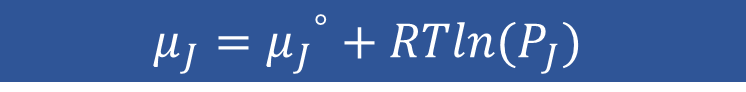 μ_J = μ_J° + RTln(P_J)